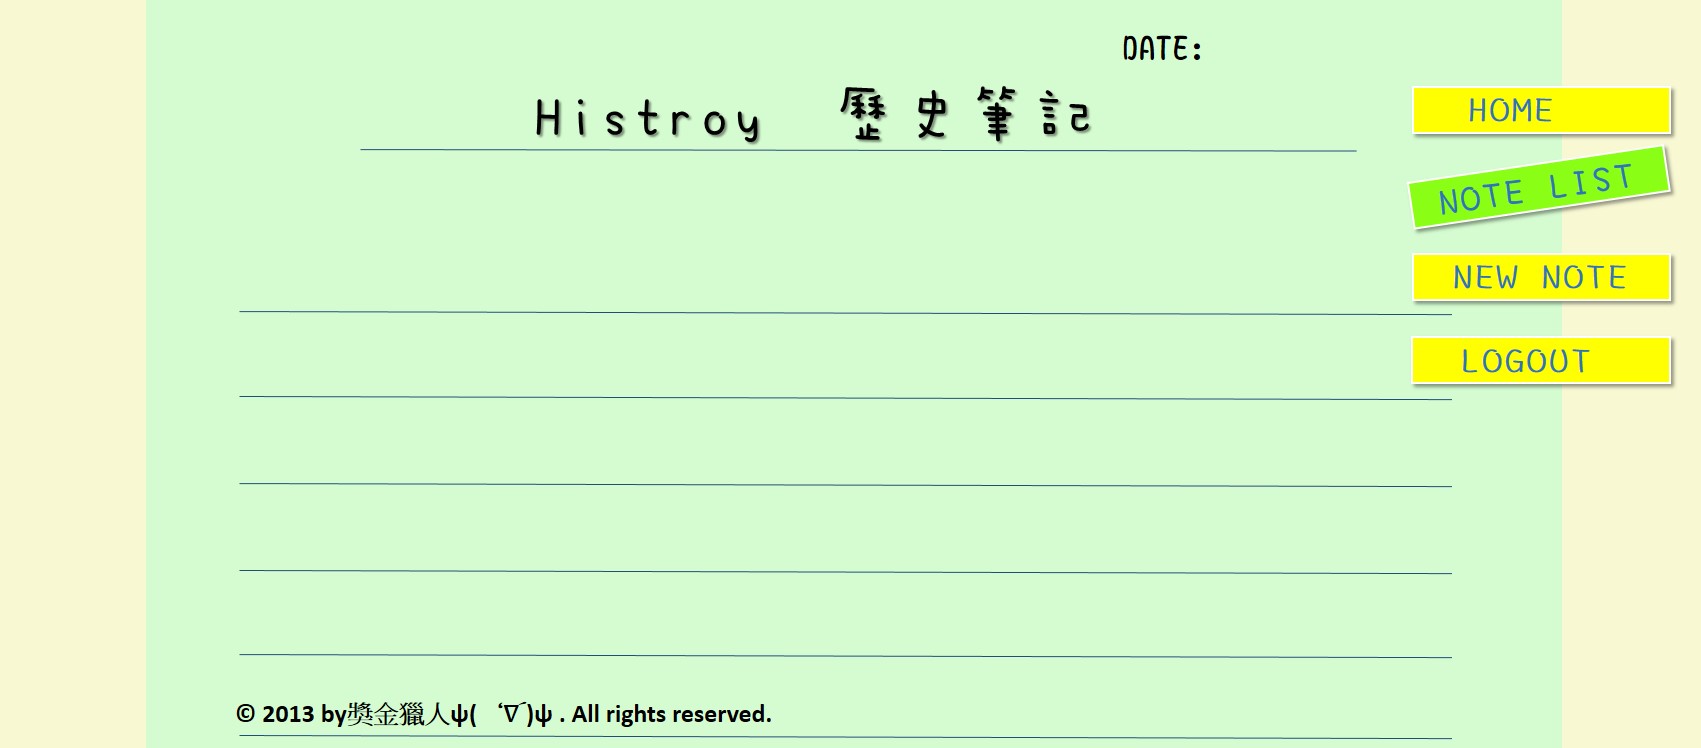 DATE:
Histroy 歷史筆記
HOME
NOTE LIST
NEW NOTE
LOGOUT
© 2013 by獎金獵人ψ( ‘∇´)ψ . All rights reserved.